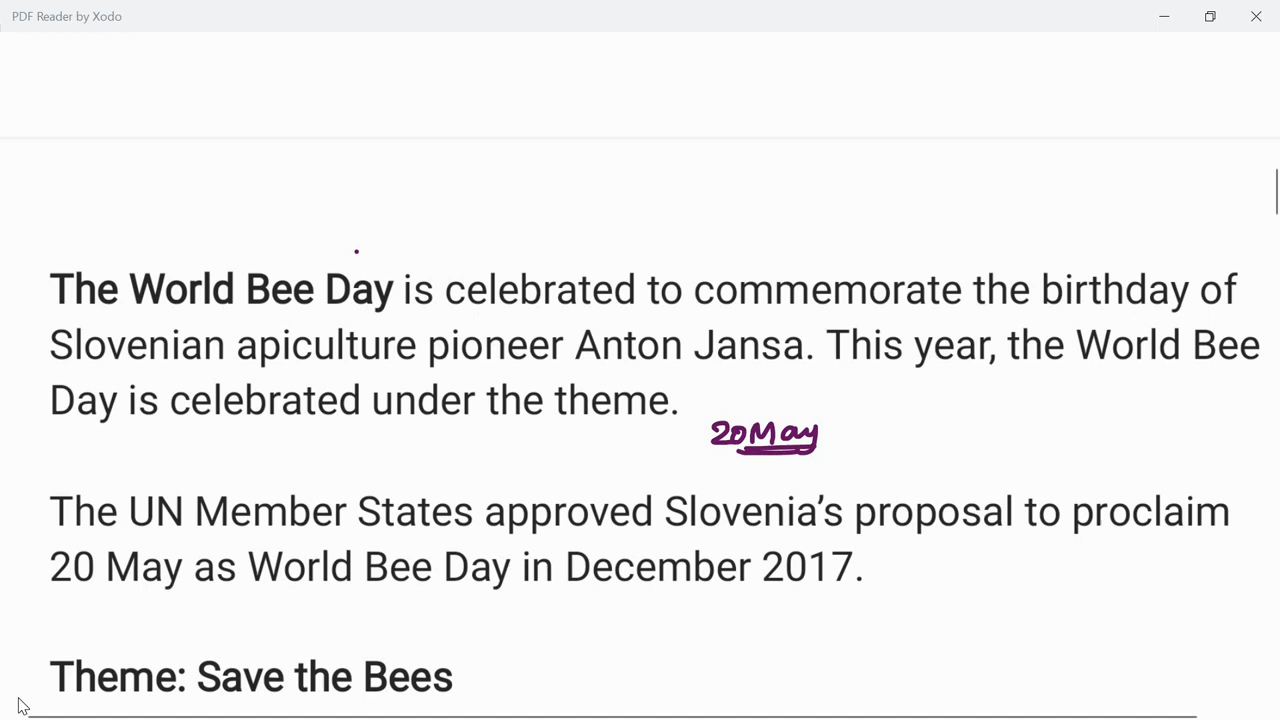 PDF Reader by Xodo
The World Bee Day is celebrated to commemorate the birthday of
Slovenian apiculture pioneer Anton Jansa. This year, the World Bee
Day is celebrated under the theme.
20 May
The UN Member States approved Slovenia’s proposal to proclaim
20 May as World Bee Day in December 2017.
Theme: Save the Bees